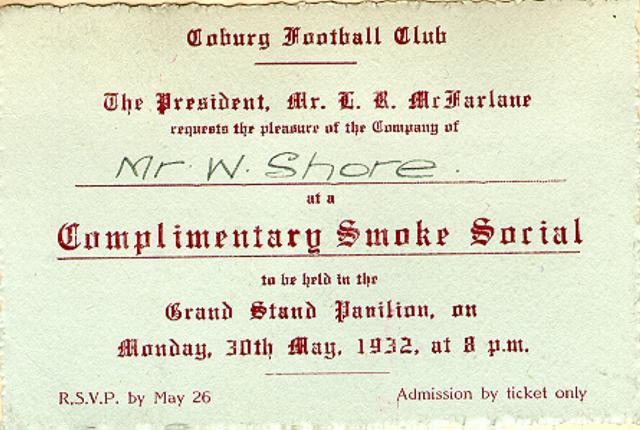 Coburg Football Club
The President, Mr. L. R. McFarlane
requests the pleasure of the Company of
Mr. W. Shore.
at a
Complimentary Smoke Social
to be held in the
Grand Stand Pavilion, on
Monday, 30th May, 1932, at 8 p.m.
R.S.V.P. by May 26
Admission by ticket only